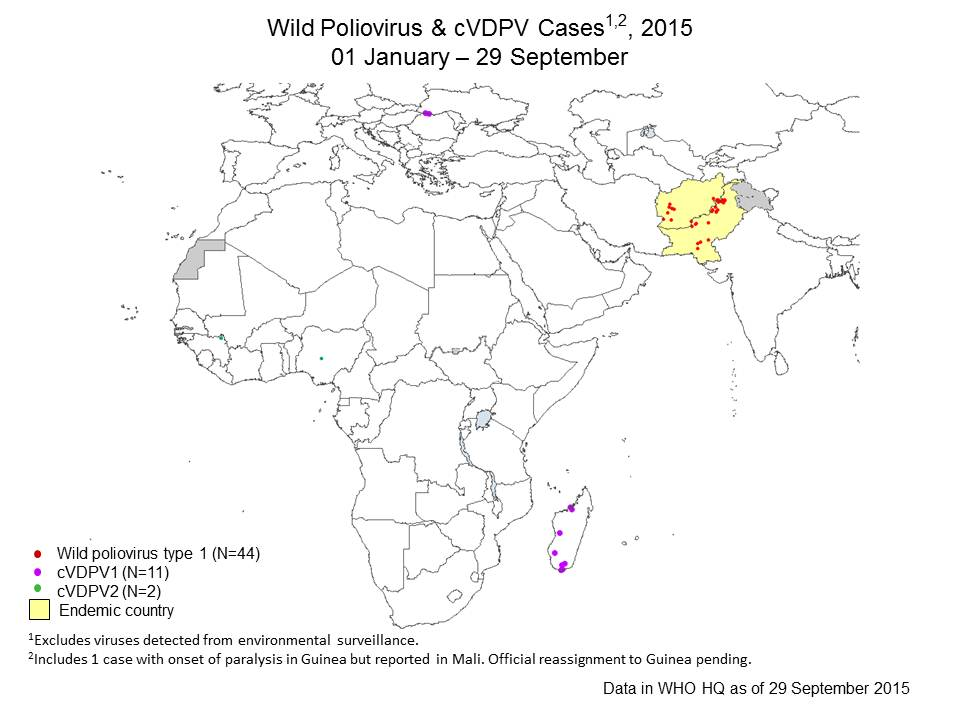 Wild Poliovirus & cVDPV Cases1,2, 2015
01 January – 29 September
Wild poliovirus type 1 (N=44)
cVDPV1 (N=11)
cVDPV2 (N=2)
Endemic country
1Excludes viruses detected from environmental surveillance.
2Includes 1 case with onset of paralysis in Guinea but reported in Mali. Official reassignment to Guinea pending.
Data in WHO HQ as of 29 September 2015